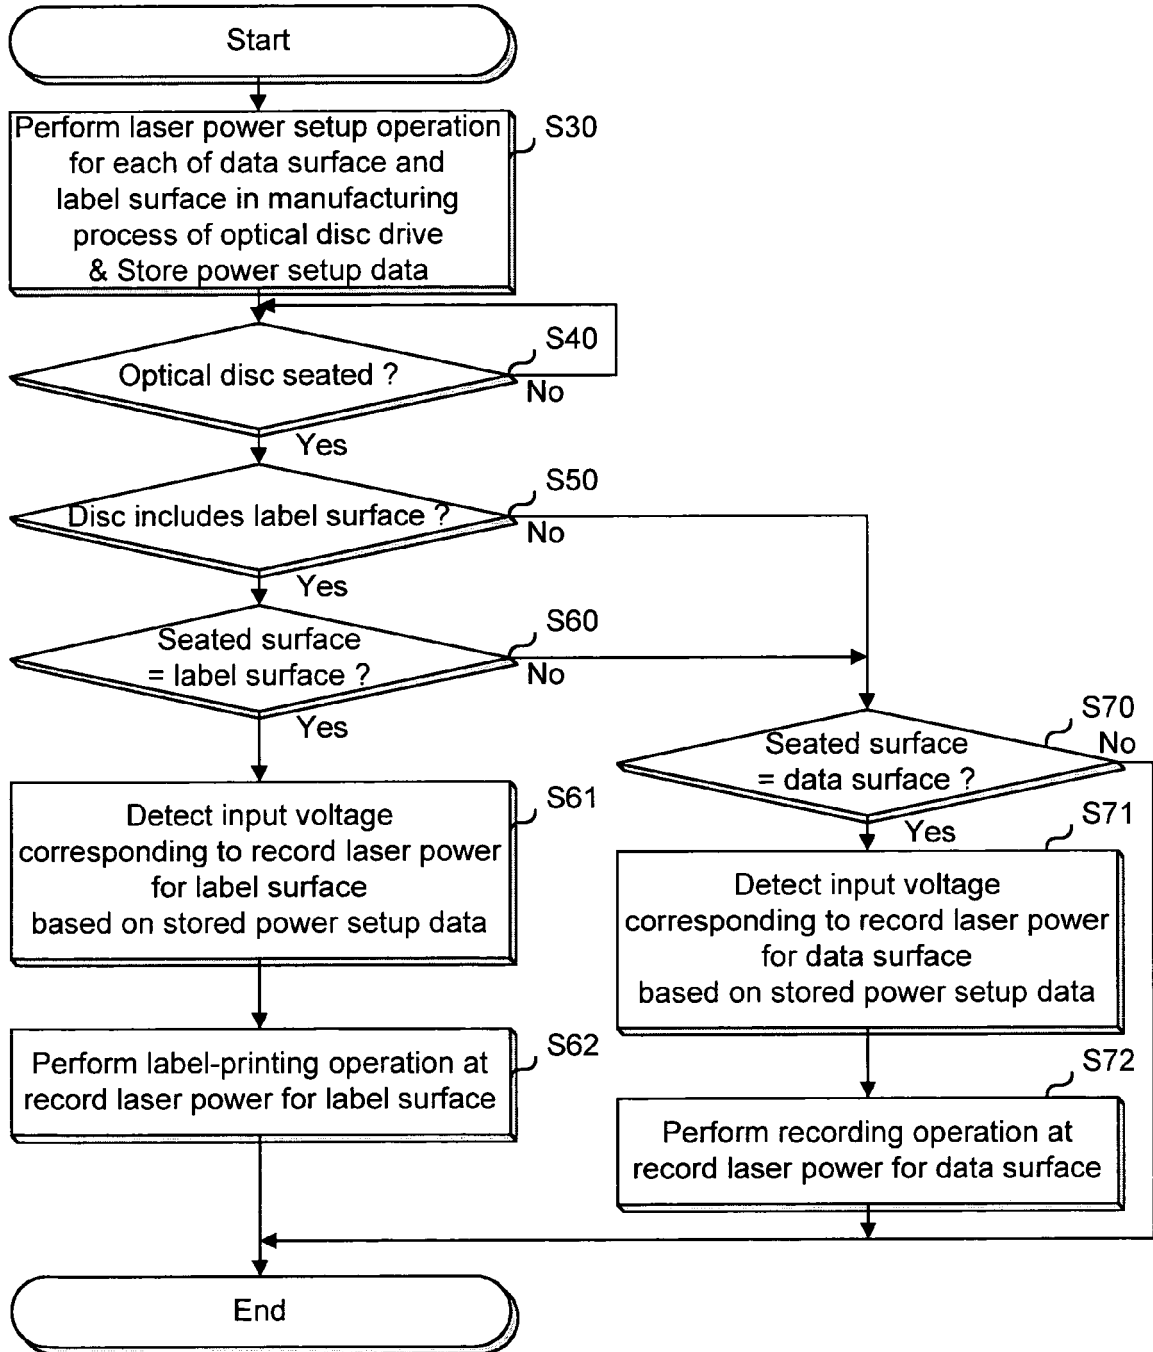 Start
Perform laser power setup operation
for each of data surface and
label surface in manufacturing
process of optical disc drive
& Store power setup data
S30
Optical disc seated ?
S40
No
Yes
Disc includes label surface ?
S50
No
Yes
Seated surface
= label surface ?
S60
No
Yes
Seated surface
= data surface ?
S70
No
Yes
Detect input voltage
corresponding to record laser power
for label surface
based on stored power setup data
S61
Detect input voltage
corresponding to record laser power
for data surface
based on stored power setup data
S71
Perform label-printing operation at
record laser power for label surface
S62
Perform recording operation at
record laser power for data surface
S72
End